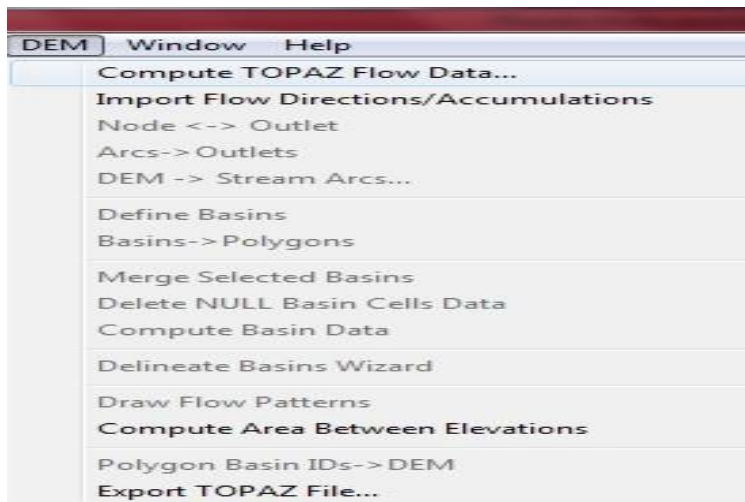 DEM Window Help
Compute TOPAZ Flow Data...
Import Flow Directions/Accumulations
Node <-> Outlet
Arcs->Outlets
DEM -> Stream Arcs...
Define Basins
Basins->Polygons
Merge Selected Basins
Delete NULL Basin Cells Data
Compute Basin Data
Delineate Basins Wizard
Draw Flow Patterns
Compute Area Between Elevations
Polygon Basin IDs->DEM
Export TOPAZ File...